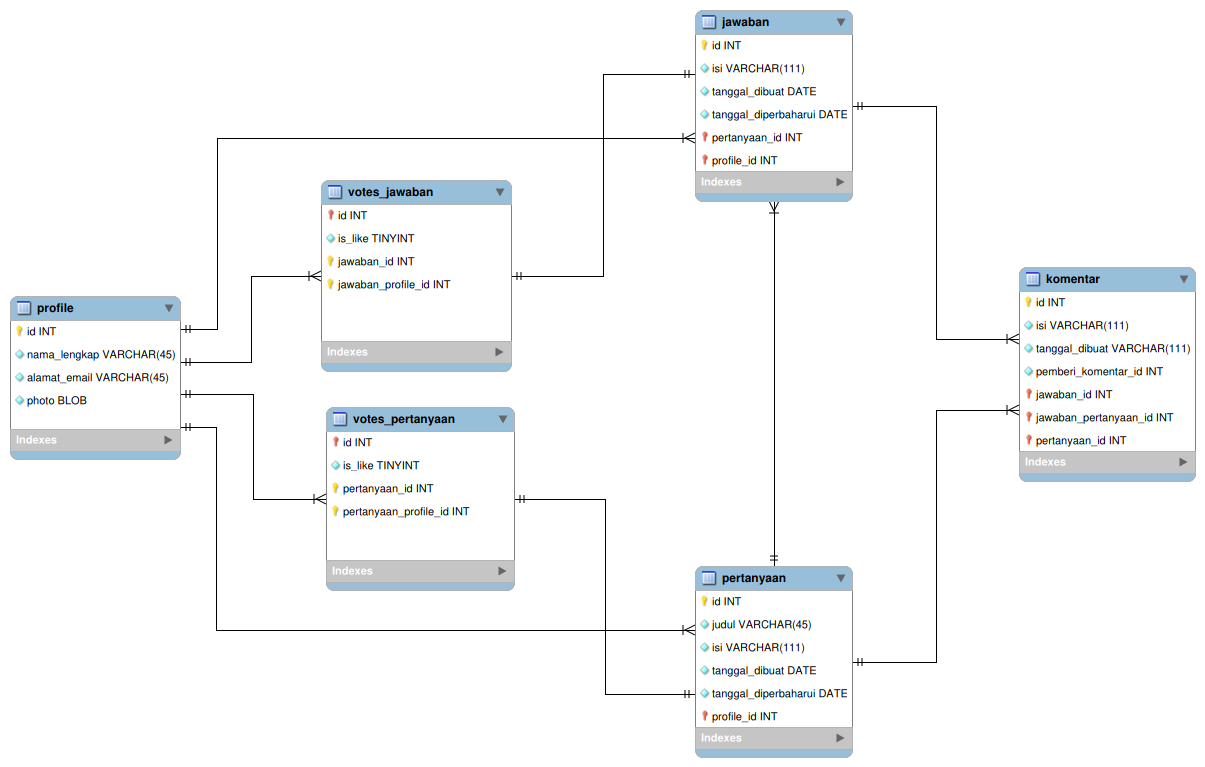 jawaban
id INT
isi VARCHAR(111)
tanggal_dibuat DATE
tanggal_diperbaharui DATE
pertanyaan_id INT
profile_id INT
Indexes
votes_jawaban
id INT
is_like TINYINT
jawaban_id INT
jawaban_profile_id INT
Indexes
komentar
id INT
isi VARCHAR(111)
tanggal_dibuat VARCHAR(111)
pemberi_komentar_id INT
jawaban_id INT
jawaban_pertanyaan_id INT
pertanyaan_id INT
Indexes
profile
id INT
nama_lengkap VARCHAR(45)
alamat_email VARCHAR(45)
photo BLOB
Indexes
votes_pertanyaan
id INT
is_like TINYINT
pertanyaan_id INT
pertanyaan_profile_id INT
Indexes
pertanyaan
id INT
judul VARCHAR(45)
isi VARCHAR(111)
tanggal_dibuat DATE
tanggal_diperbaharui DATE
profile_id INT
Indexes